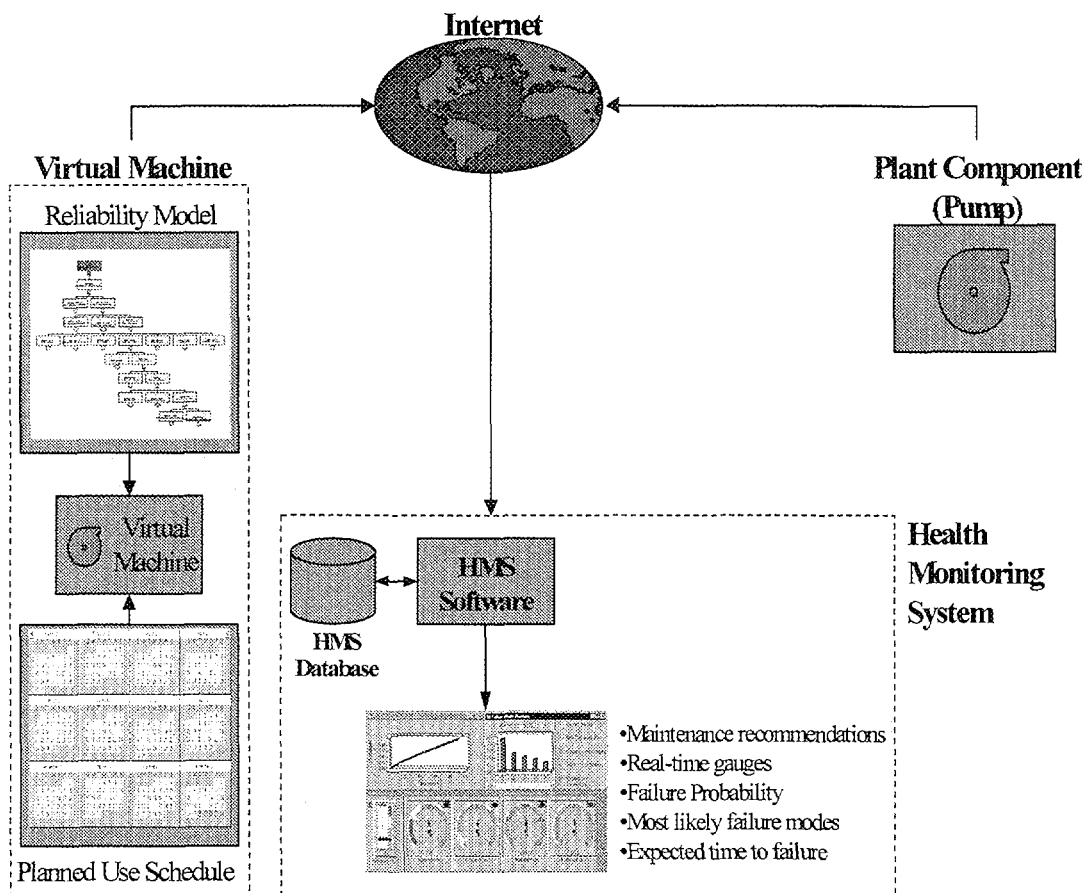 Internet
Virtual Machine
Reliability Model
Virtual
Machine
Planned Use Schedule
Plant Component
(Pump)
Health
Monitoring
System
HMS
Software
HMS
Database
•Maintenance recommendations
•Real-time gauges
•Failure Probability
•Most likely failure modes
•Expected time to failure